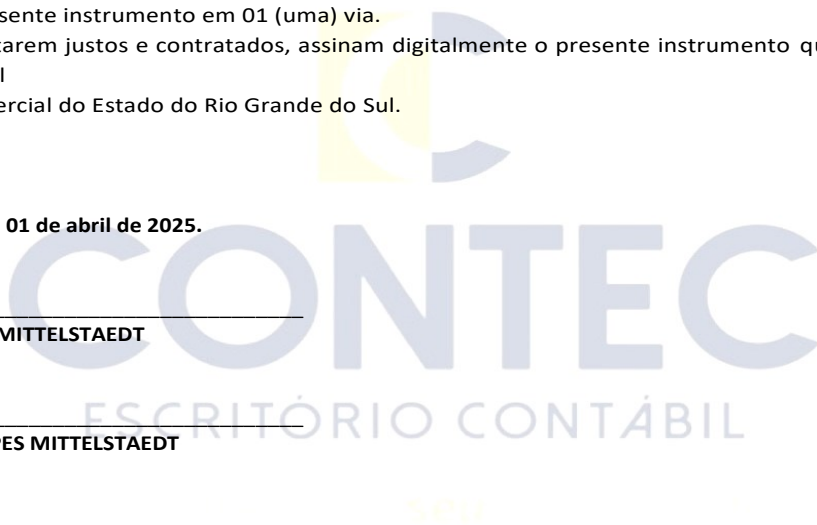 sente instrumento em 01 (uma) via.
tarem justos e contratados, assinam digitalmente o presente instrumento qu
l
ercial do Estado do Rio Grande do Sul.
01 de abril de 2025.
MITTELSTAEDT
PES MITTELSTAEDT
CONTEC
ESCRITÓRIO CONTÁBIL